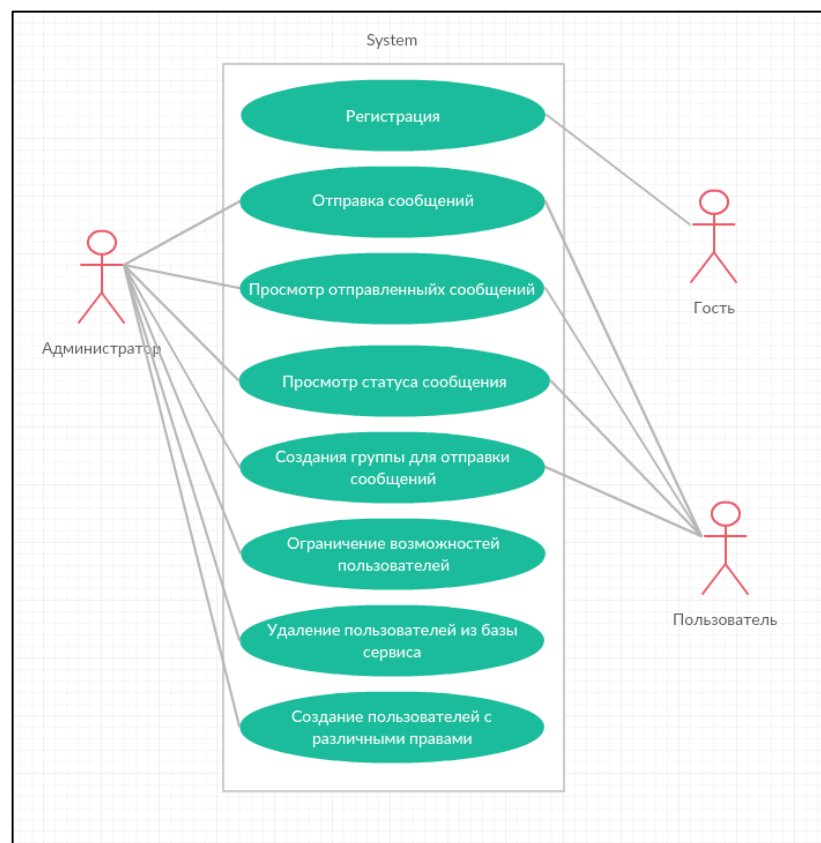 System
Регистрация
Отправка сообщений
Просмотр отправленныйх сообщений
Просмотр статуса сообщения
Создания группы для отправки
сообщений
Ограничение возможностей
пользователей
Удаление пользователей из базы
сервиса
Создание пользователей с
различными правами
Администратор
Гость
Пользователь